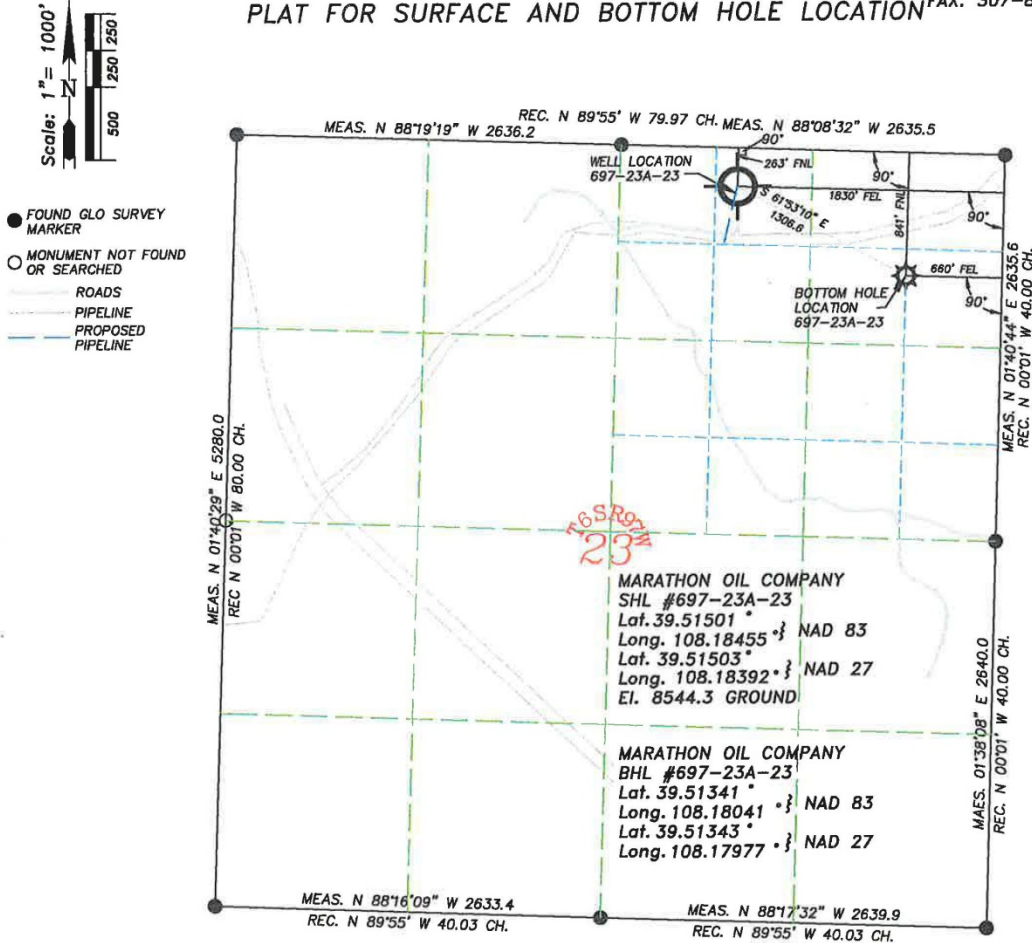 PLAT FOR SURFACE AND BOTTOM HOLE LOCATION
Scale: 1"= 1000'
N
500 250 250
FOUND GLO SURVEY
MARKER
MONUMENT NOT FOUND
OR SEARCHED
ROADS
PIPELINE
PROPOSED
PIPELINE
MEAS. N 88°19'19" W 2636.2
REC. N 89°55' W 79.97 CH.
MEAS. N 88°08'32" W 2635.5
WELL LOCATION
697-23A-23
90°
263' FNL
90°
90°
1830' FEL
90°
S 61°53'10" E
1306.6
841' FNL
660' FEL
90°
BOTTOM HOLE
LOCATION
697-23A-23
MEAS. N 01°40'44" E 2635.6
REC. N 00°01' W 40.00 CH.
MEAS. N 01°40'29" E 5280.0
REC N 00°01' W 80.00 CH.
T6SR97W
23
MARATHON OIL COMPANY
SHL #697-23A-23
Lat. 39.51501°
Long. 108.18455° } NAD 83
Lat. 39.51503°
Long. 108.18392° } NAD 27
El. 8544.3 GROUND
MARATHON OIL COMPANY
BHL #697-23A-23
Lat. 39.51341°
Long. 108.18041° } NAD 83
Lat. 39.51343°
Long. 108.17977° } NAD 27
MAES. 01°38'08" E 2640.0
REC. N 00°01' W 40.00 CH.
MEAS. N 88°16'09" W 2633.4
REC. N 89°55' W 40.03 CH.
MEAS. N 88°17'32" W 2639.9
REC. N 89°55' W 40.03 CH.